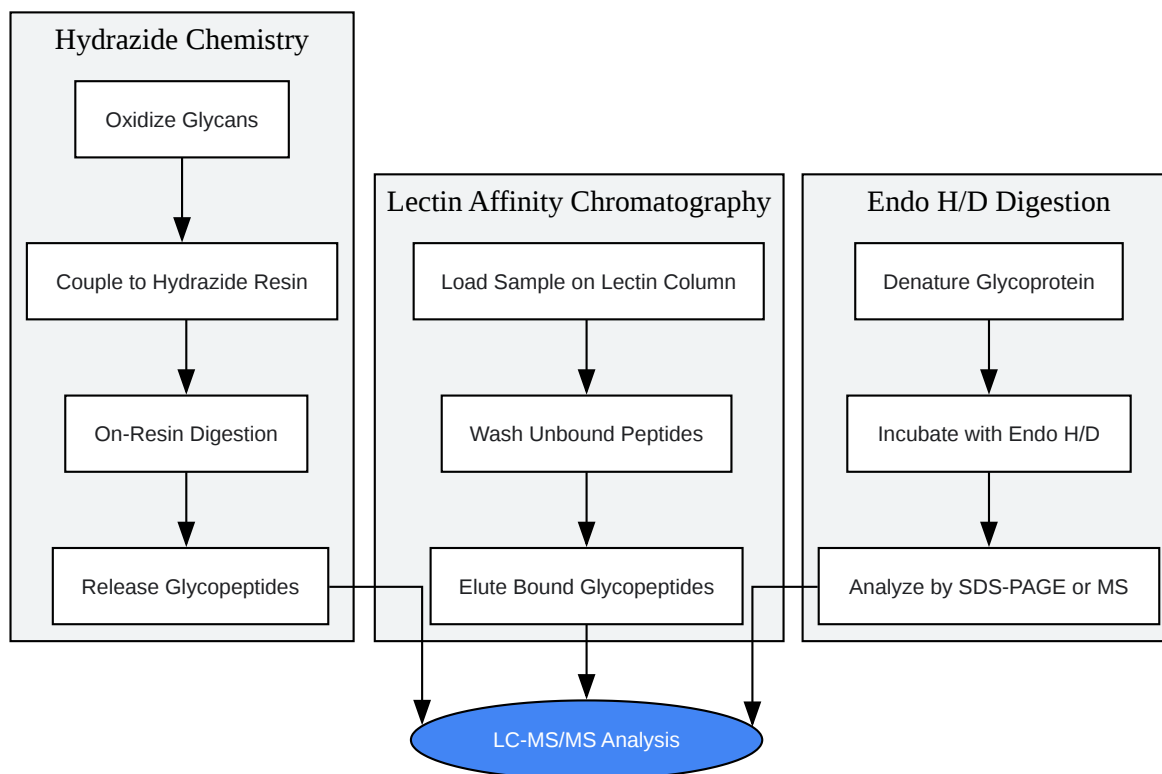 Hydrazide Chemistry
Oxidize Glycans
Couple to Hydrazide Resin
On-Resin Digestion
Release Glycopeptides
Lectin Affinity Chromatography
Load Sample on Lectin Column
Wash Unbound Peptides
Elute Bound Glycopeptides
Endo H/D Digestion
Denature Glycoprotein
Incubate with Endo H/D
Analyze by SDS-PAGE or MS
LC-MS/MS Analysis